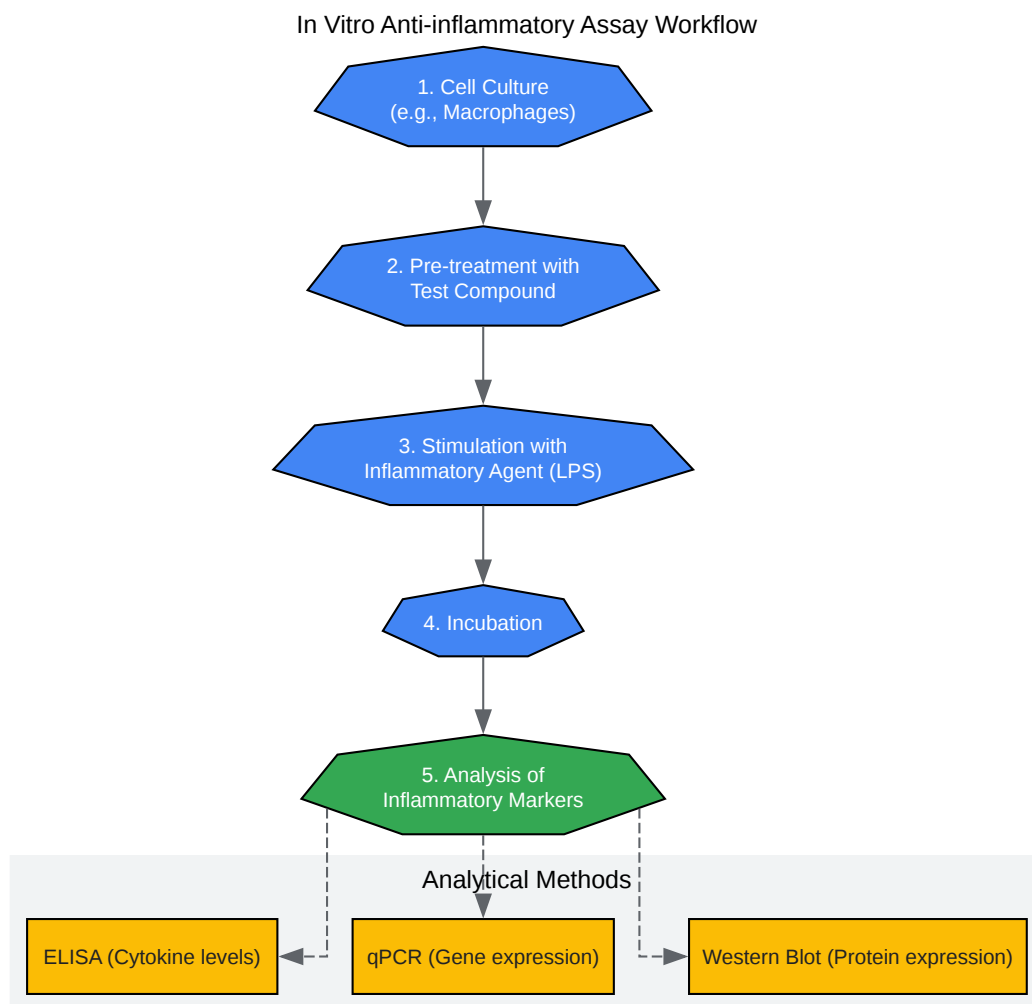 In Vitro Anti-inflammatory Assay Workflow
1. Cell Culture
(e.g., Macrophages)
2. Pre-treatment with
Test Compound
3. Stimulation with
Inflammatory Agent (LPS)
4. Incubation
5. Analysis of
Inflammatory Markers
Analytical Methods
ELISA (Cytokine levels)
qPCR (Gene expression)
Western Blot (Protein expression)